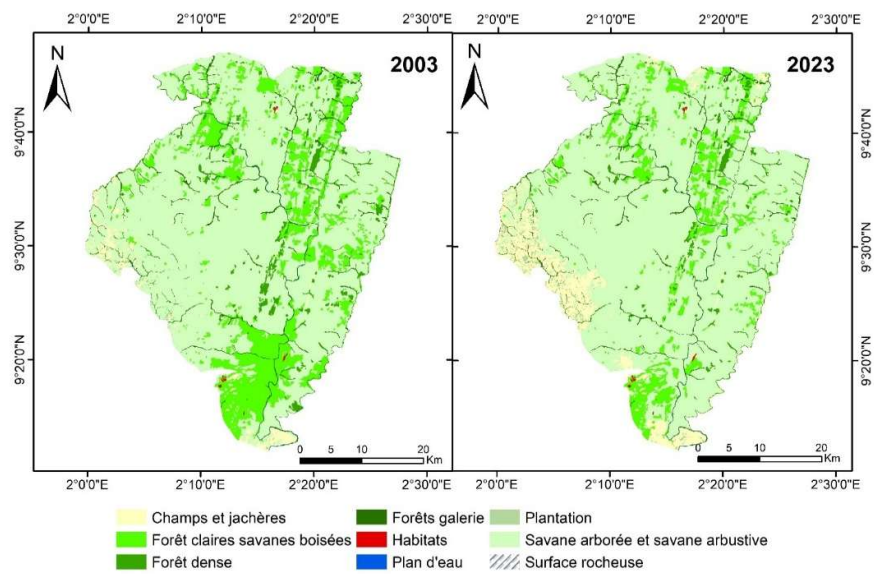 2°0'0"E 2°10'0"E 2°20'0"E 2°30'0"E 2°0'0"E 2°10'0"E 2°20'0"E 2°30'0"E
N 2003 N 2023
9°40'0"N 9°40'0"N
9°30'0"N 9°30'0"N
9°20'0"N 9°20'0"N
0 5 10 20 0 5 10 20
Km Km
2°0'0"E 2°10'0"E 2°20'0"E 2°30'0"E 2°0'0"E 2°10'0"E 2°20'0"E 2°30'0"E
Champs et jachères Forêts galerie Plantation
Forêt claires savanes boisées Habitats Savane arborée et savane arbustive
Forêt dense Plan d'eau Surface rocheuse